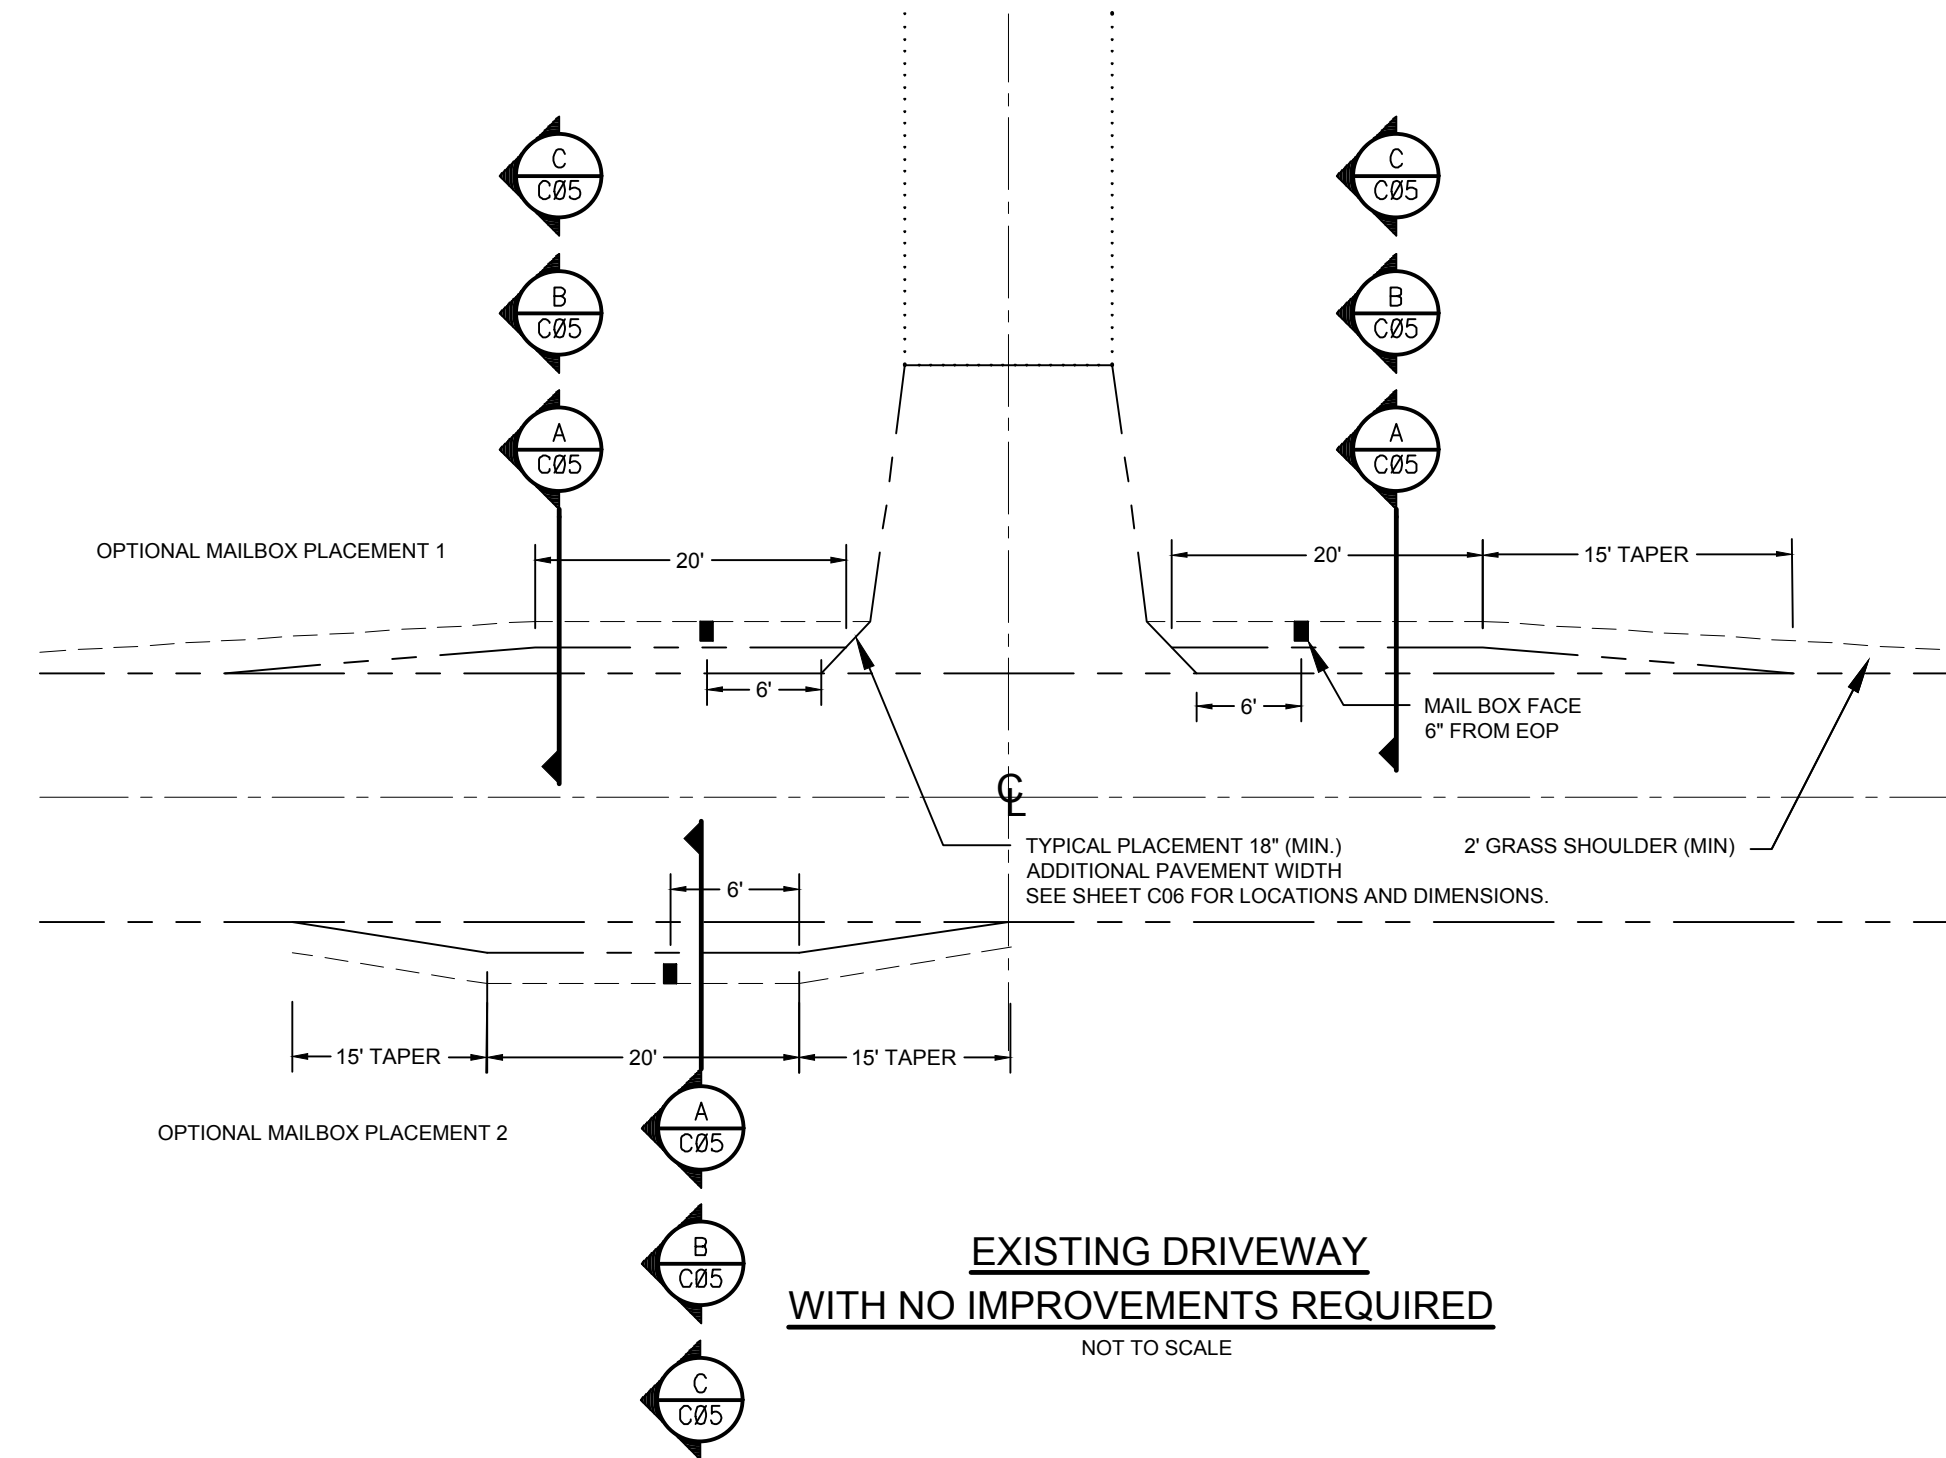 C
CØ5
C
CØ5
B
CØ5
B
CØ5
A
CØ5
A
CØ5
OPTIONAL MAILBOX PLACEMENT 1
20'
20'
15' TAPER
6'
6'
MAIL BOX FACE
6" FROM EOP
CL
TYPICAL PLACEMENT 18" (MIN.)
ADDITIONAL PAVEMENT WIDTH
SEE SHEET C06 FOR LOCATIONS AND DIMENSIONS.
2' GRASS SHOULDER (MIN)
6'
15' TAPER
20'
15' TAPER
OPTIONAL MAILBOX PLACEMENT 2
A
CØ5
B
CØ5
C
CØ5
EXISTING DRIVEWAY
WITH NO IMPROVEMENTS REQUIRED
NOT TO SCALE